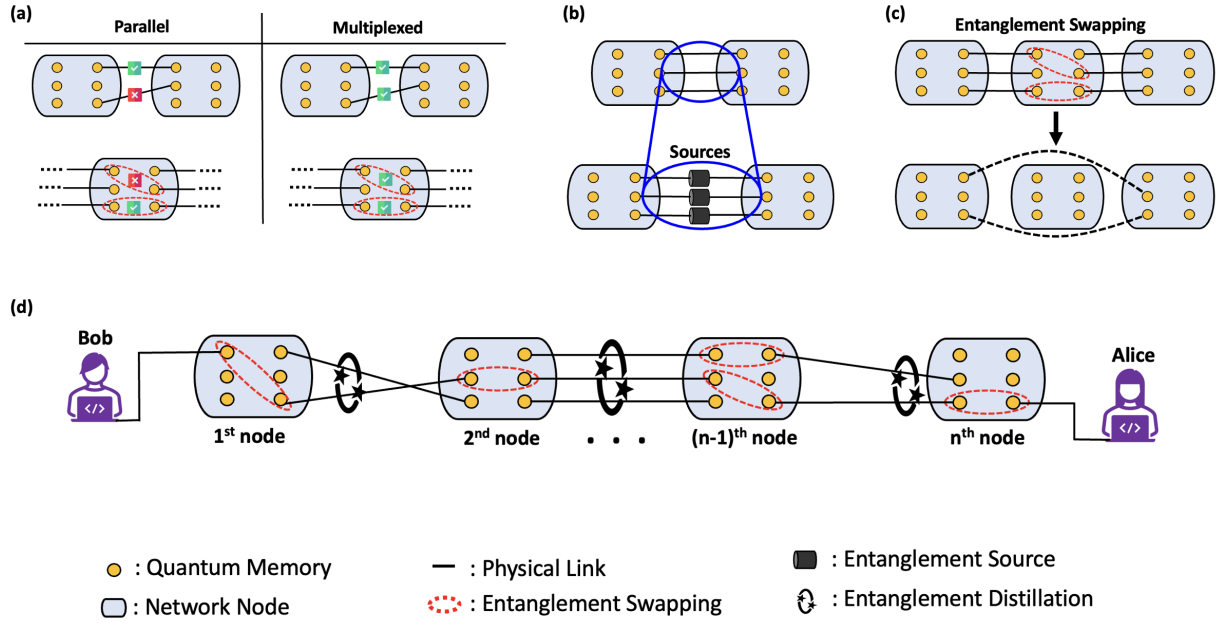 (a)
Parallel
Multiplexed
(b)
Sources
(c)
Entanglement Swapping
(d)
Bob
Alice
</>
</>
1st node
2nd node
. . .
(n-1)th node
nth node
: Quantum Memory
: Physical Link
: Entanglement Source
: Network Node
: Entanglement Swapping
: Entanglement Distillation